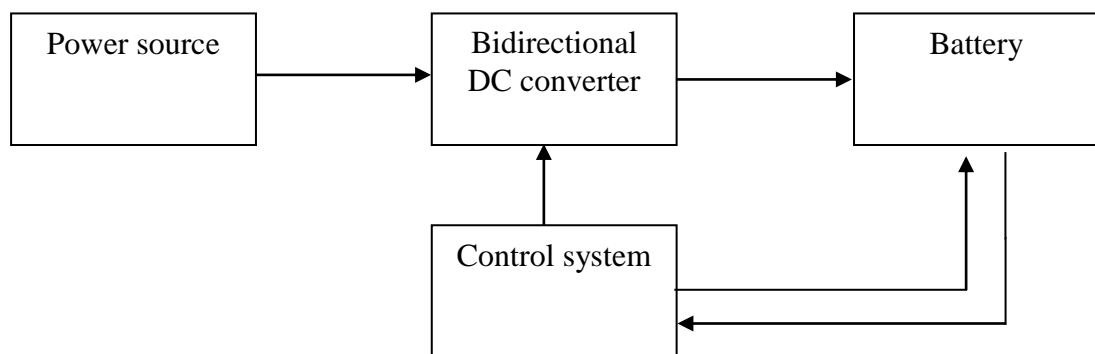 Power source
Bidirectional
DC converter
Battery
Control system